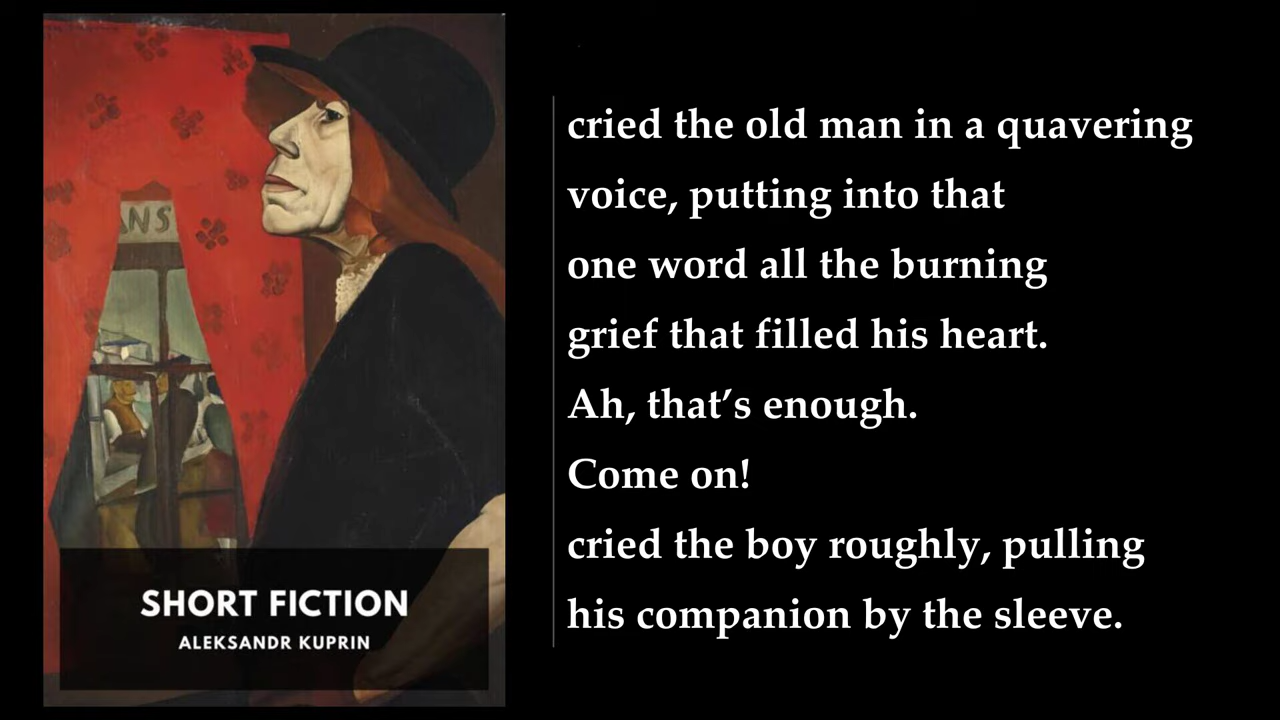 ANS
SHORT FICTION
ALEKSANDR KUPRIN
cried the old man in a quavering
voice, putting into that
one word all the burning
grief that filled his heart.
Ah, that’s enough.
Come on!
cried the boy roughly, pulling
his companion by the sleeve.